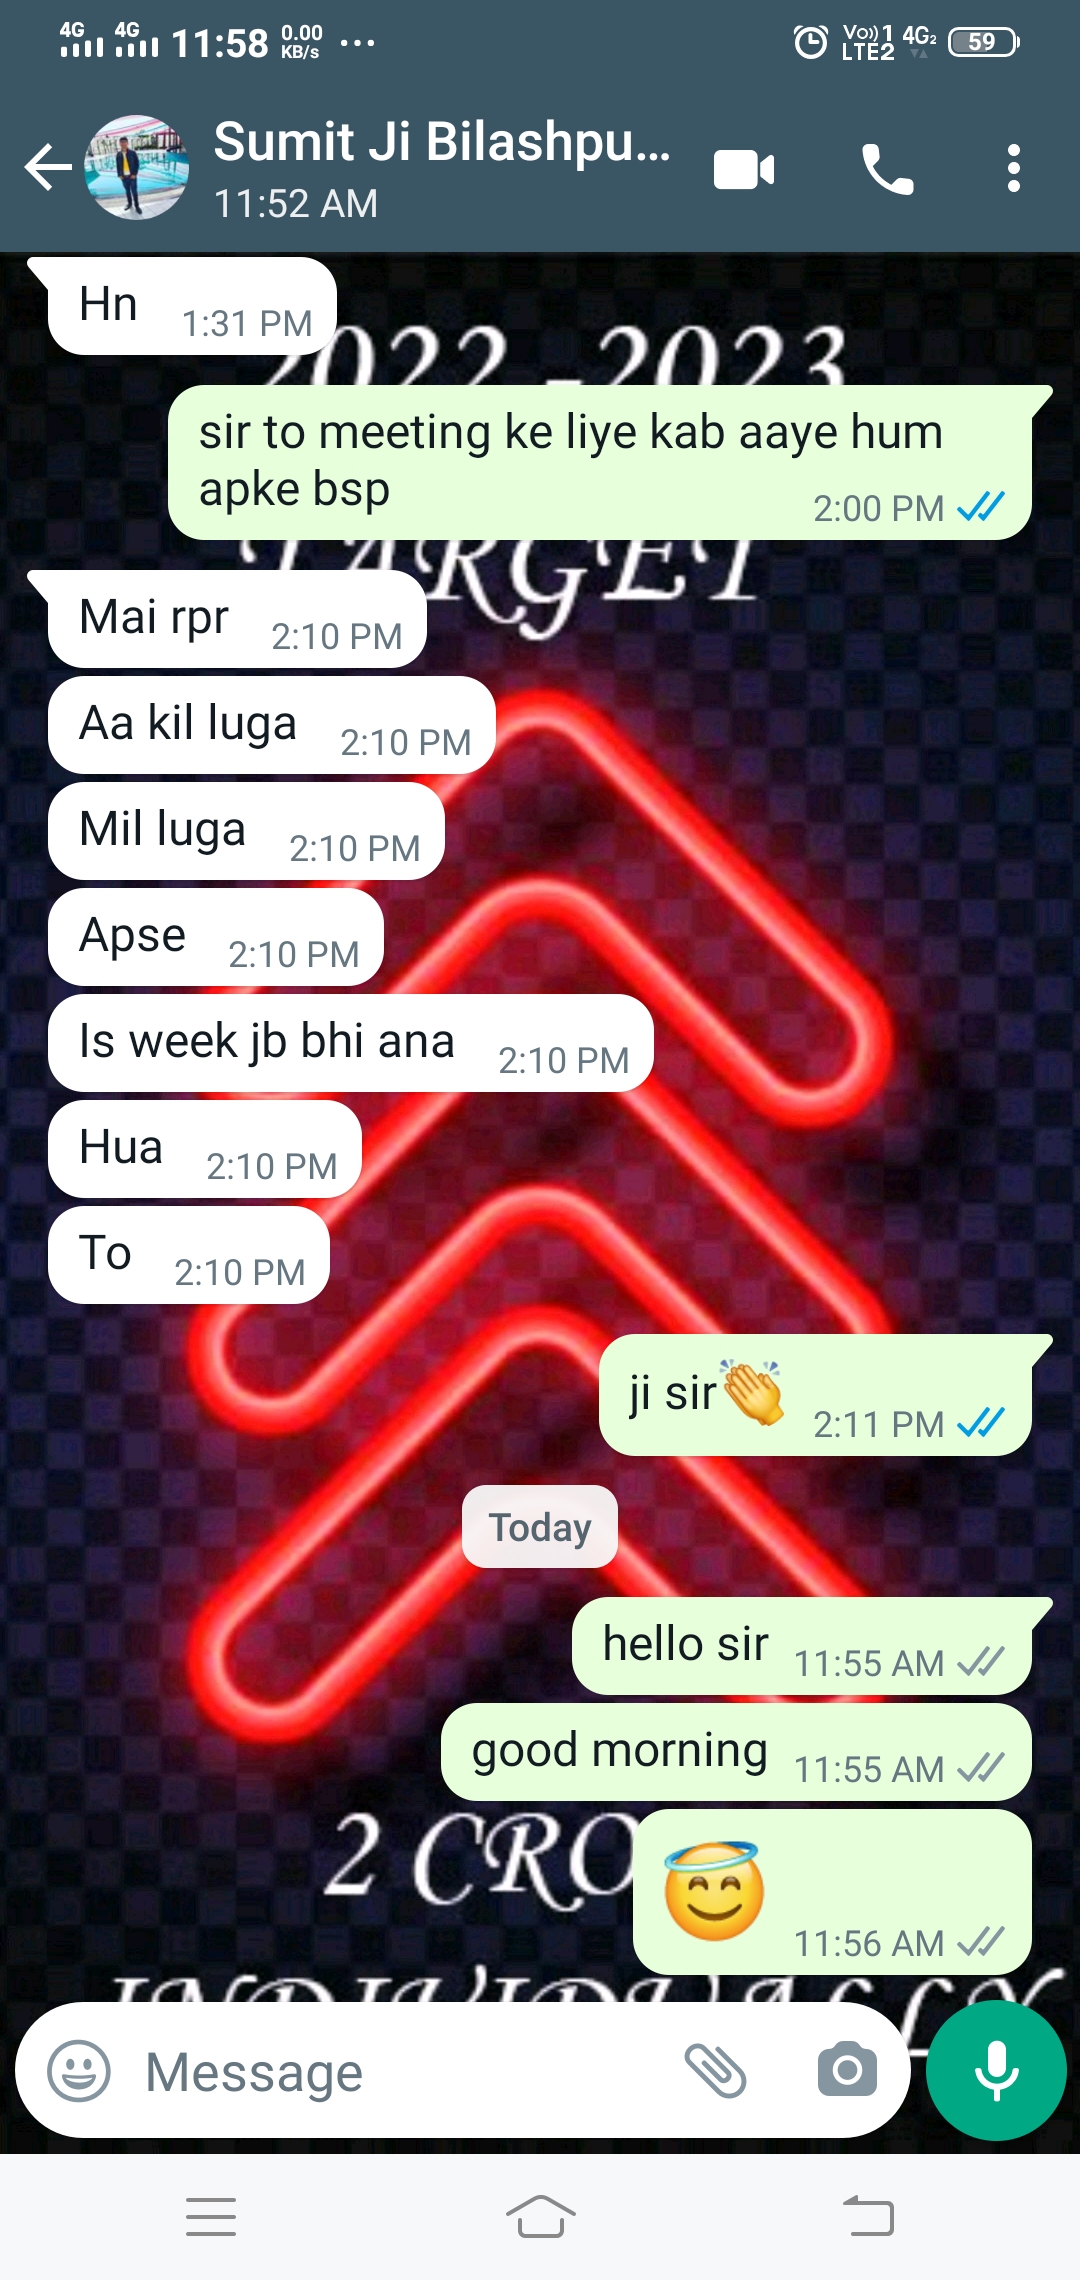 4G 4G 11:58 0.00 KB/s ... Vo)) 1 LTE2 4G2 59
Sumit Ji Bilashpu...
11:52 AM
Hn 1:31 PM
2022 -2023
sir to meeting ke liye kab aaye hum
apke bsp 2:00 PM
TARGET
Mai rpr 2:10 PM
Aa kil luga 2:10 PM
Mil luga 2:10 PM
Apse 2:10 PM
Is week jb bhi ana 2:10 PM
Hua 2:10 PM
To 2:10 PM
ji sir👏 2:11 PM
Today
hello sir 11:55 AM
good morning 11:55 AM
2 CRO
😇 11:56 AM
INDIVIDUALLY
Message